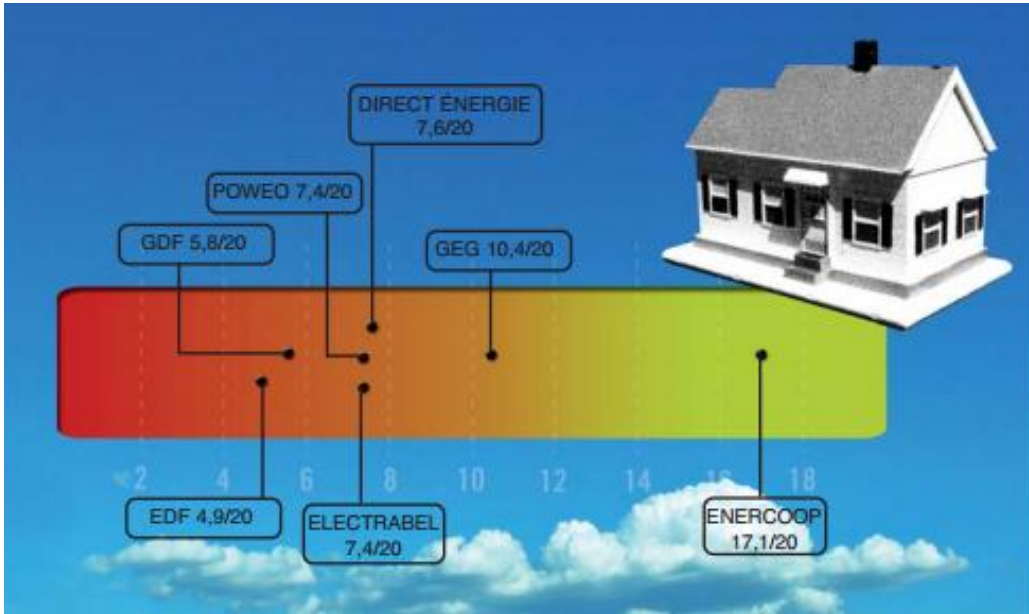 DIRECT ÉNERGIE
7,6/20
POWEO 7,4/20
GDF 5,8/20
GEG 10,4/20
2 4 6 8 10 12 14 16 18
EDF 4,9/20
ELECTRABEL
7,4/20
ENERCOOP
17,1/20